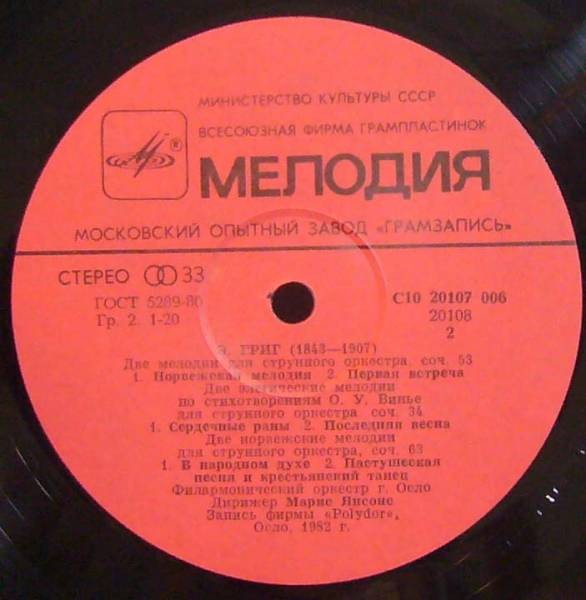 МИНИСТЕРСТВО КУЛЬТУРЫ СССР
ВСЕСОЮЗНАЯ ФИРМА ГРАМПЛАСТИНОК
®
МЕЛОДИЯ
МОСКОВСКИЙ ОПЫТНЫЙ ЗАВОД «ГРАМЗАПИСЬ»
СТЕРЕО 33
ГОСТ 5289-80
Гр. 2. 1-20
С10 20107 006
20108
2
Э. ГРИГ (1843—1907)
Две мелодии для струнного оркестра, соч. 53
1. Норвежская мелодия 2. Первая встреча
Две элегические мелодии
по стихотворениям О. У. Винье
для струнного оркестра соч. 34
1. Сердечные раны 2. Последняя весна
Две норвежские мелодии
для струнного оркестра, соч. 63
1. В народном духе 2. Пастушеская
песня и крестьянский танец
Филармонический оркестр г. Осло
Дирижер Марис Янсонс
Запись фирмы «Polydor»,
Осло, 1982 г.